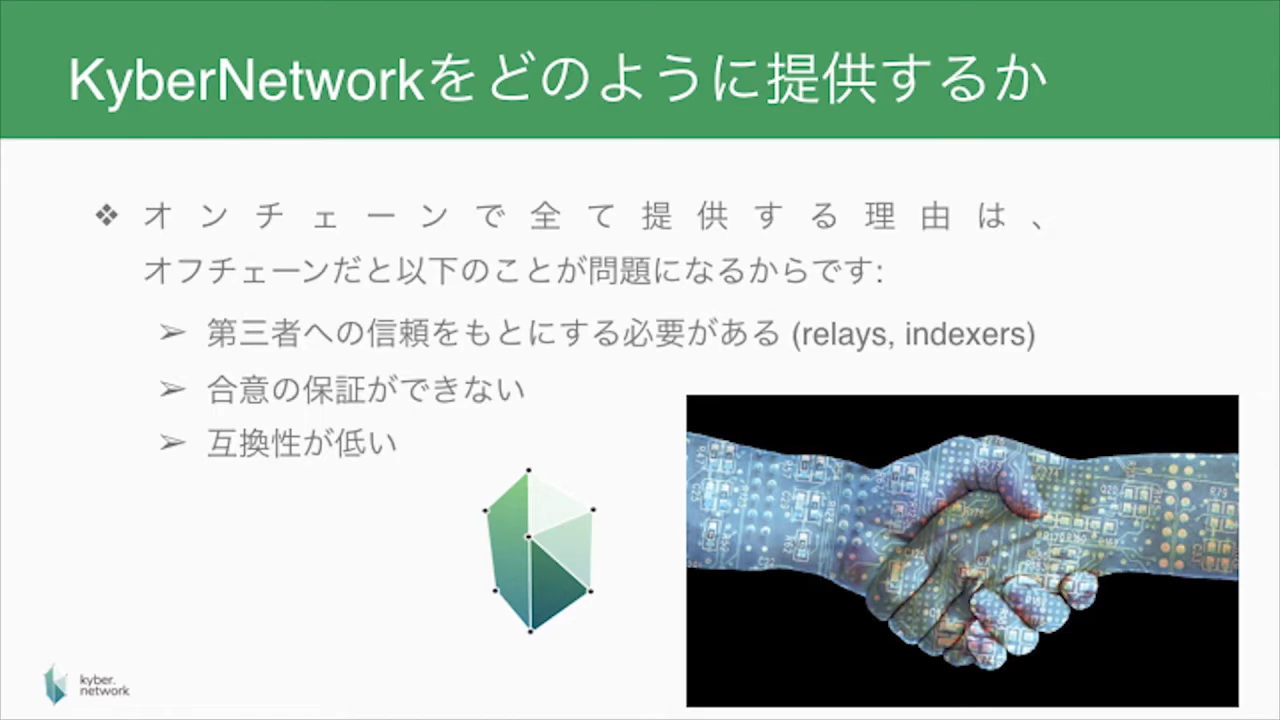 KyberNetworkをどのように提供するか
❖ オンチェーンで全て提供する理由は、
オフチェーンだと以下のことが問題になるからです:
➢ 第三者への信頼をもとにする必要がある (relays, indexers)
➢ 合意の保証ができない
➢ 互換性が低い
kyber.
network